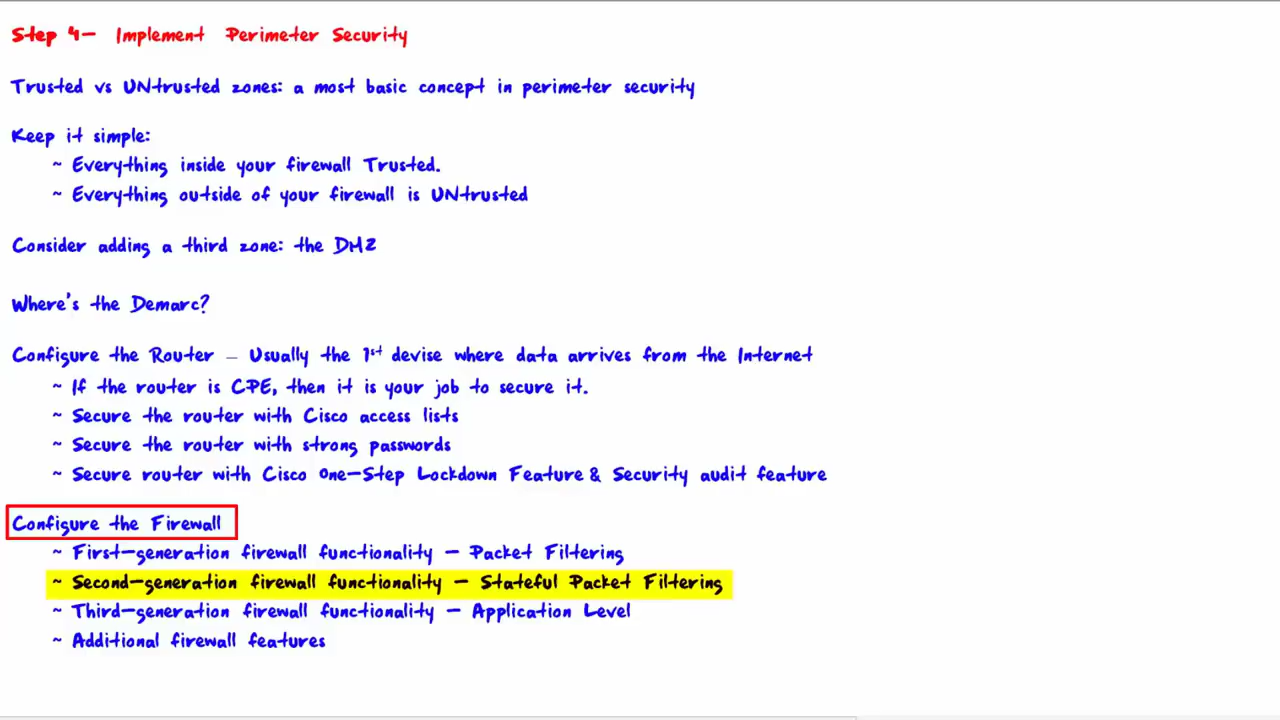 Step 4- Implement Perimeter Security
Trusted vs UNtrusted zones: a most basic concept in perimeter security
Keep it simple:
~ Everything inside your firewall Trusted.
~ Everything outside of your firewall is UNtrusted
Consider adding a third zone: the DMZ
Where's the Demarc?
Configure the Router – Usually the 1st devise where data arrives from the Internet
~ If the router is CPE, then it is your job to secure it.
~ Secure the router with Cisco access lists
~ Secure the router with strong passwords
~ Secure router with Cisco One-Step Lockdown Feature & Security audit feature
Configure the Firewall
~ First-generation firewall functionality - Packet Filtering
~ Second-generation firewall functionality - Stateful Packet Filtering
~ Third-generation firewall functionality - Application Level
~ Additional firewall features